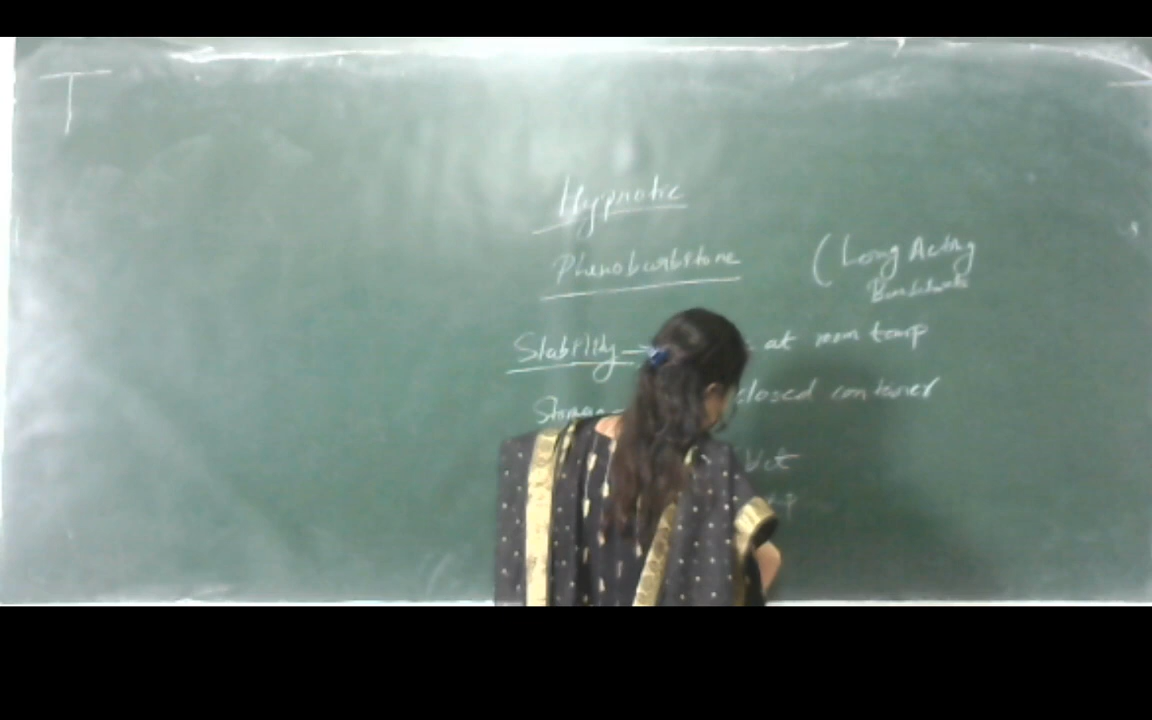 Hypnotic
Phenobarbitone (Long Acting
Barbiturate
Stability → at room temp
Storage closed container